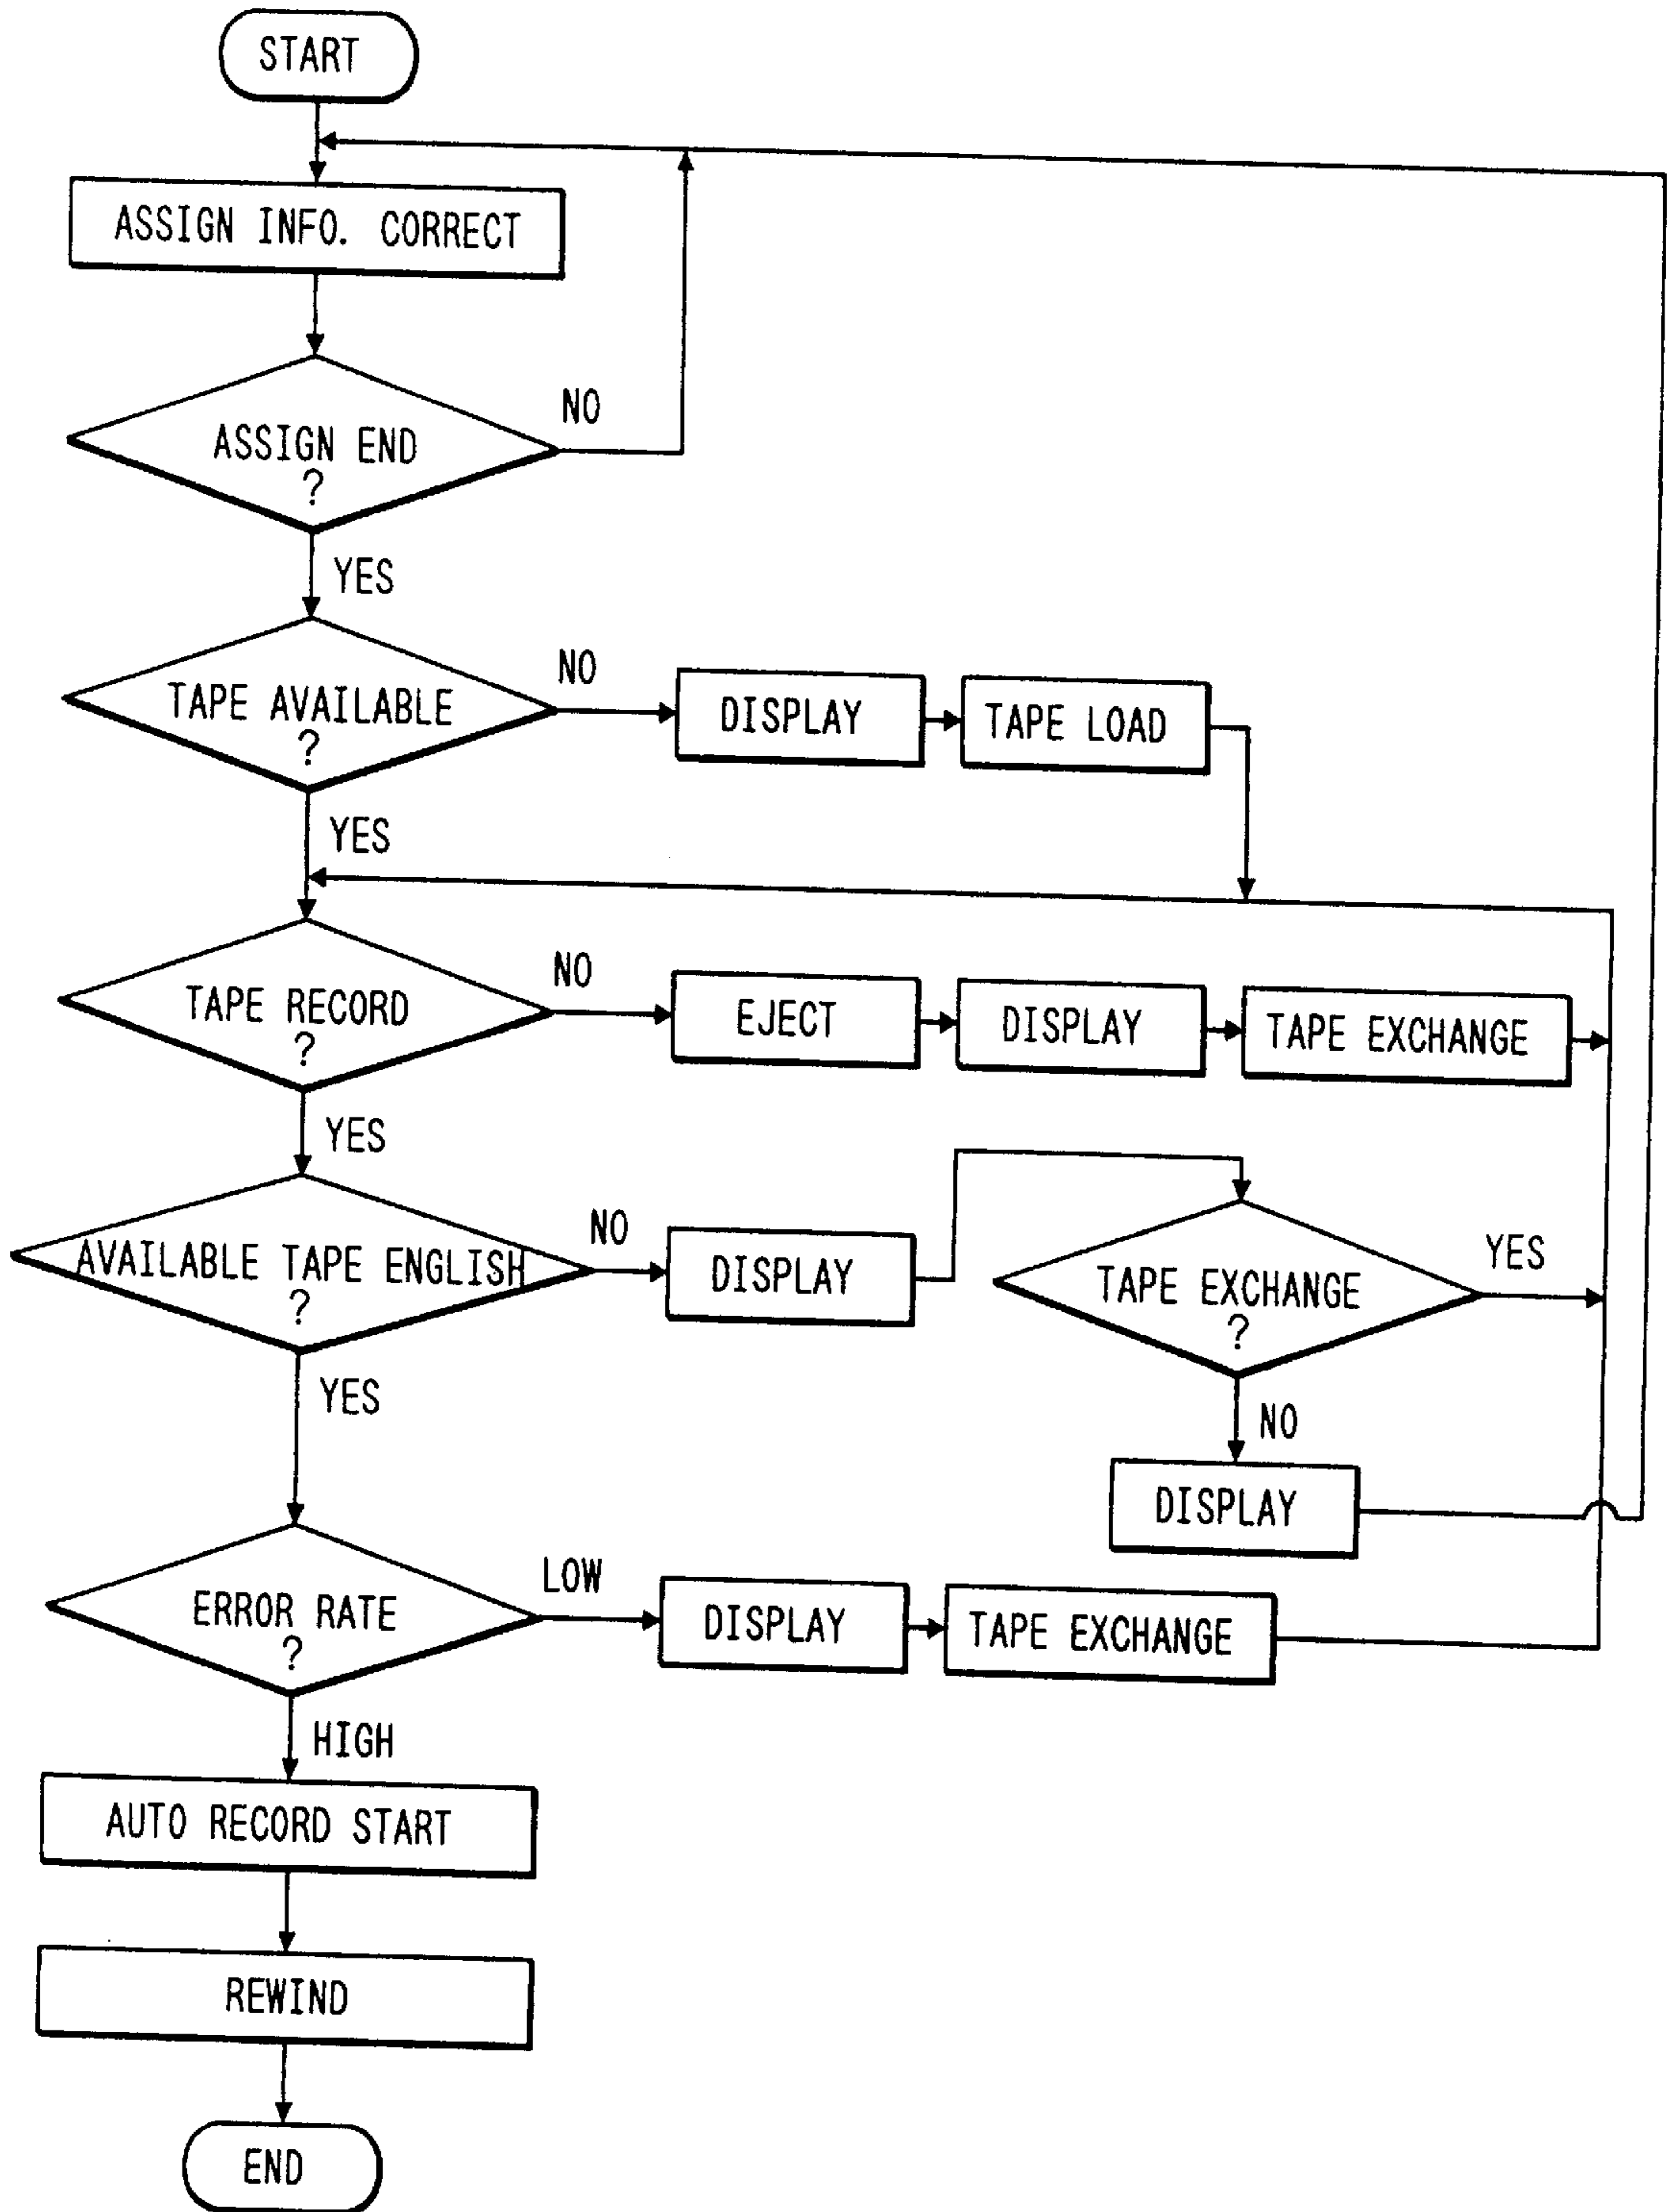 START
ASSIGN INFO. CORRECT
NO
ASSIGN END
?
YES
NO
TAPE AVAILABLE
?
DISPLAY
TAPE LOAD
YES
NO
TAPE RECORD
?
EJECT
DISPLAY
TAPE EXCHANGE
YES
NO
AVAILABLE TAPE ENGLISH
?
DISPLAY
TAPE EXCHANGE
?
YES
YES
NO
DISPLAY
LOW
ERROR RATE
?
DISPLAY
TAPE EXCHANGE
HIGH
AUTO RECORD START
REWIND
END